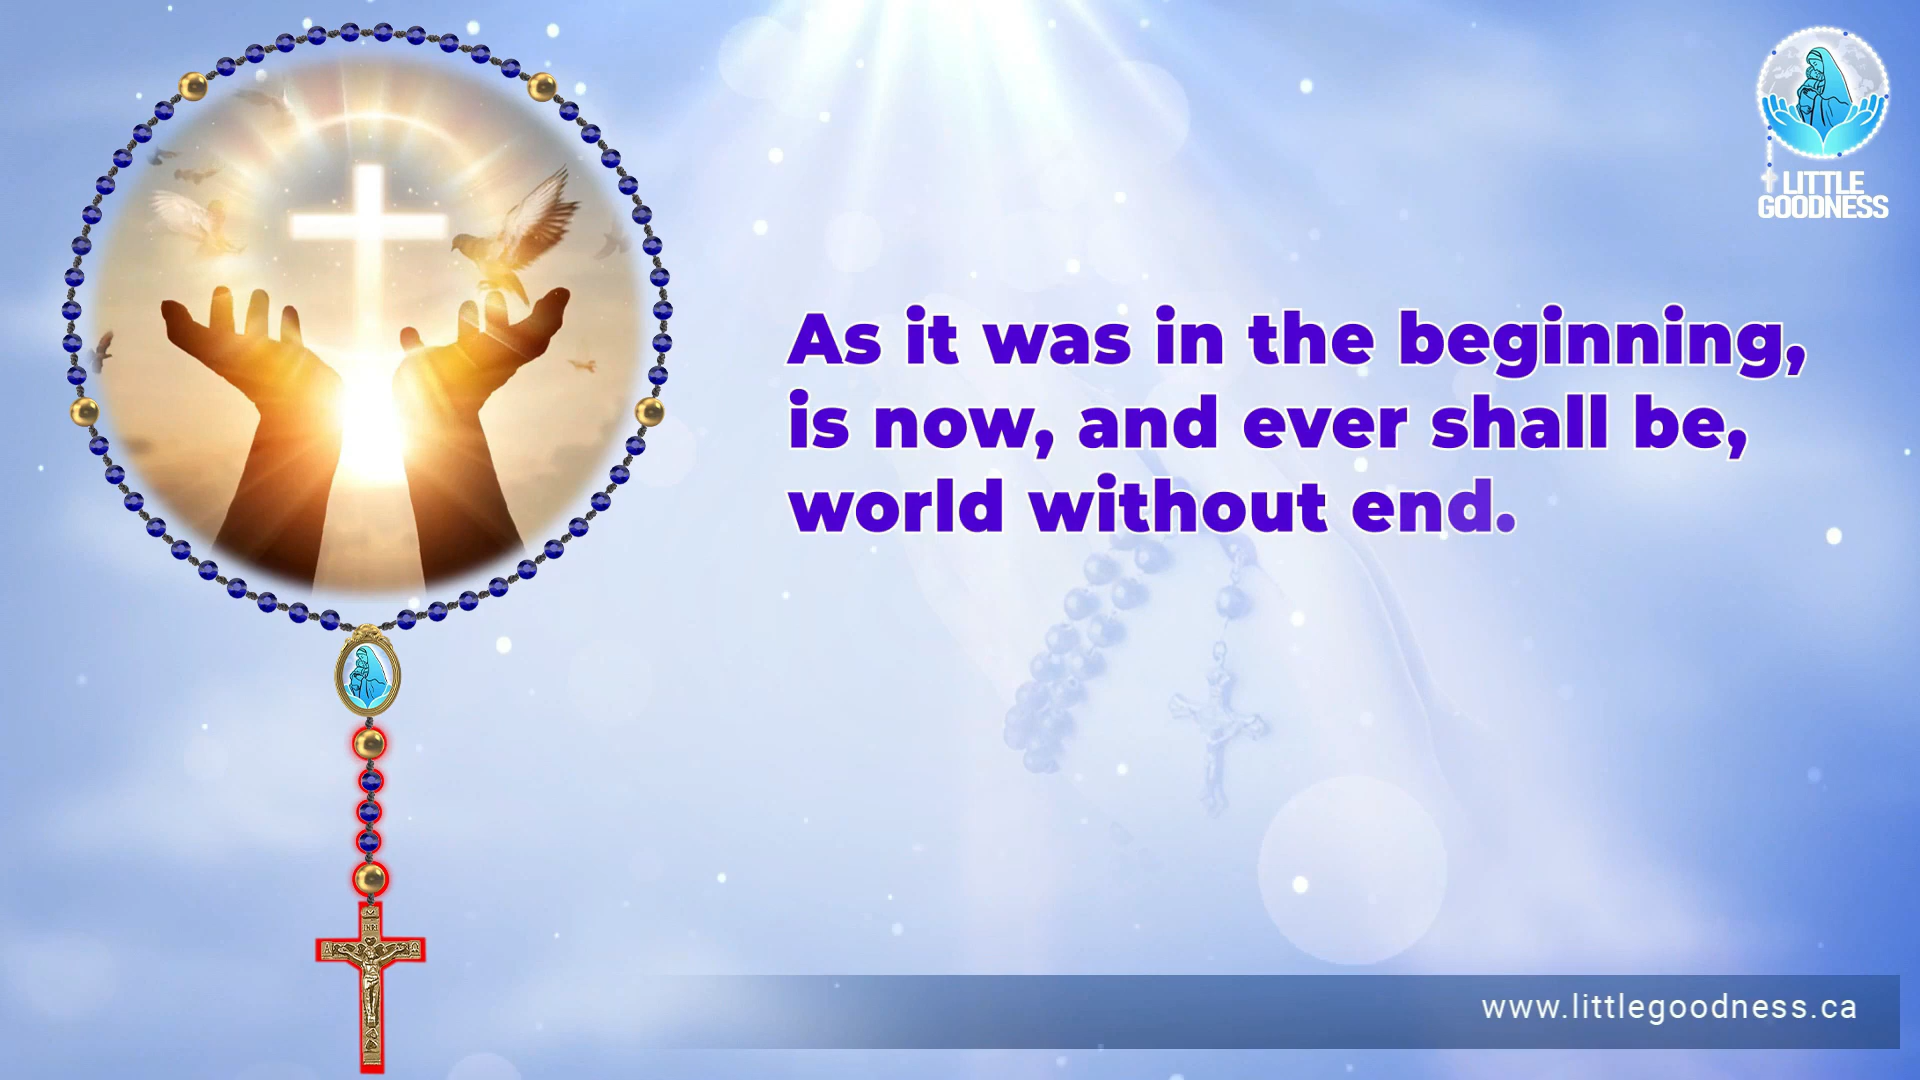 LITTLE
GOODNESS
As it was in the beginning,
is now, and ever shall be,
world without end.
INRI
A Ω
www.littlegoodness.ca